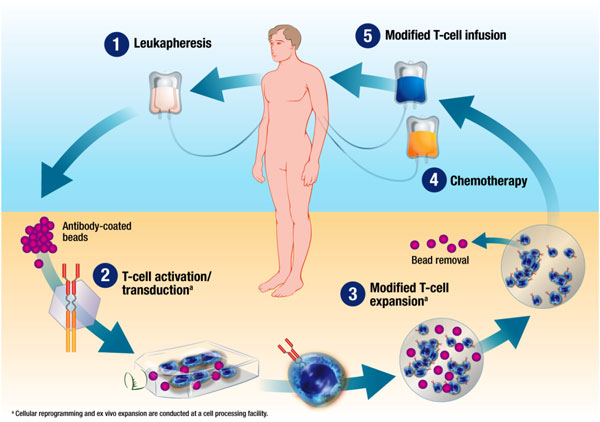 1 Leukapheresis
5 Modified T-cell infusion
4 Chemotherapy
Antibody-coated
beads
2 T-cell activation/
transductionᵃ
Bead removal
3 Modified T-cell
expansionᵃ
ᵃ Cellular reprogramming and ex vivo expansion are conducted at a cell processing facility.